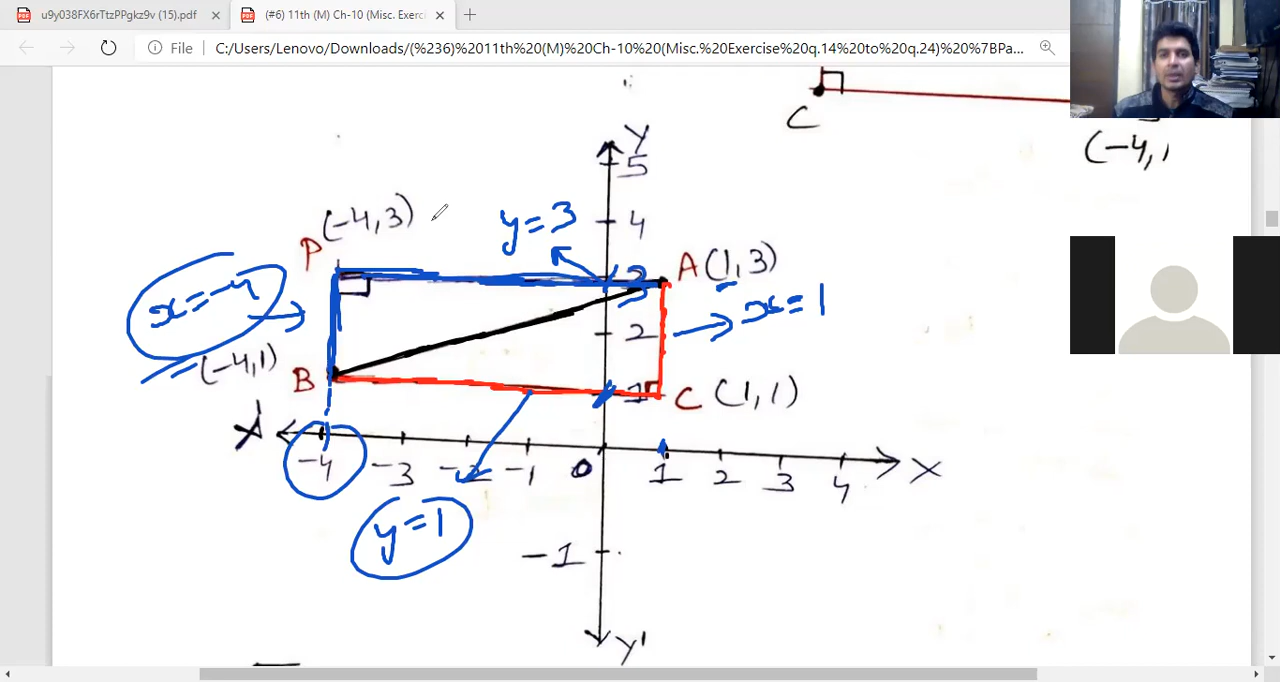 u9y038FX6rTtzPPgkz9v (15).pdf
(#6) 11th (M) Ch-10 (Misc. Exerci
File
C:/Users/Lenovo/Downloads/(%236)%2011th%20(M)%20Ch-10%20(Misc.%20Exercise%20q.14%20to%20q.24)%20%7BPa...
C
(-4,1
Y
5
(-4,3)
y=3
4
P
A (1,3)
3
x=-4
x=1
2
(-4,1)
B
1
C (1,1)
X'
-4 -3 -2 -1 0 1 2 3 4 X
y=1
-1
Y'